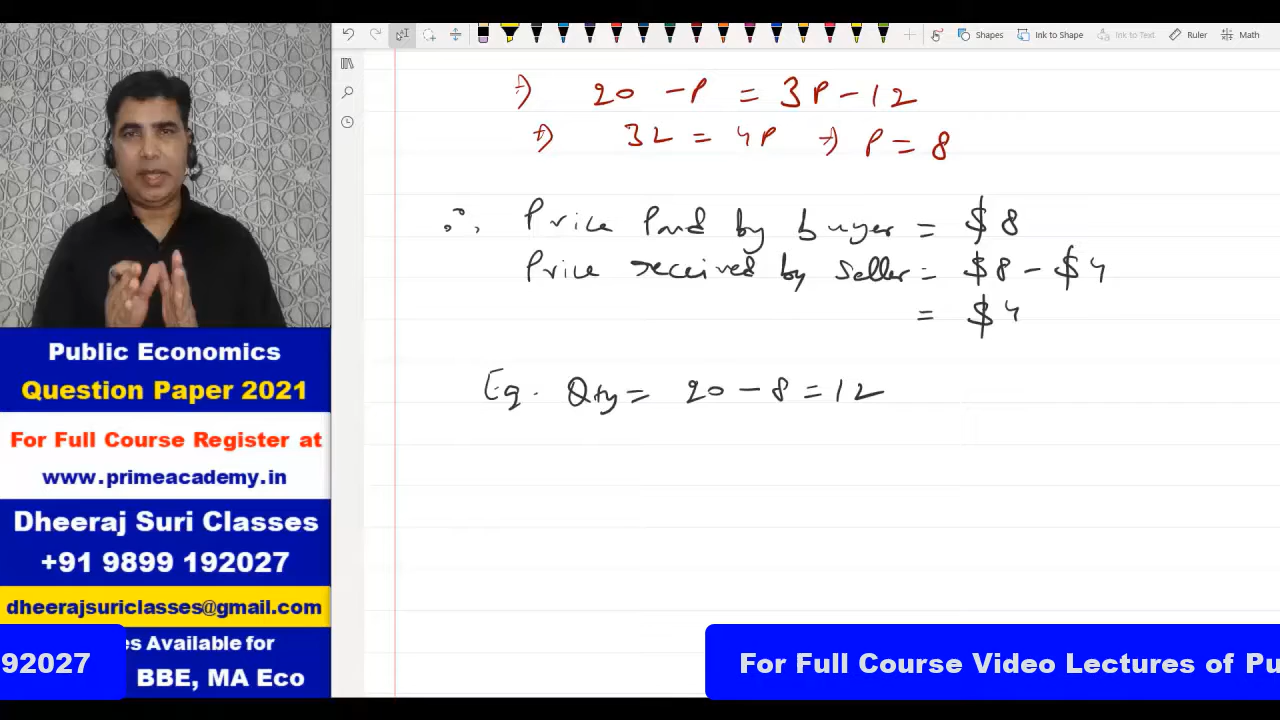 Shapes
Ink to Shape
Ink to Text
Ruler
Math
⇒ 20 - P = 3P - 12
⇒ 32 = 4P ⇒ P = 8
∴ Price Paid by buyer = $8
Price received by seller = $8 - $4
= $4
Eq. Qty = 20 - 8 = 12
Public Economics
Question Paper 2021
For Full Course Register at
www.primeacademy.in
Dheeraj Suri Classes
+91 9899 192027
dheerajsuriclasses@gmail.com
es Available for
BBE, MA Eco
92027
For Full Course Video Lectures of Pu